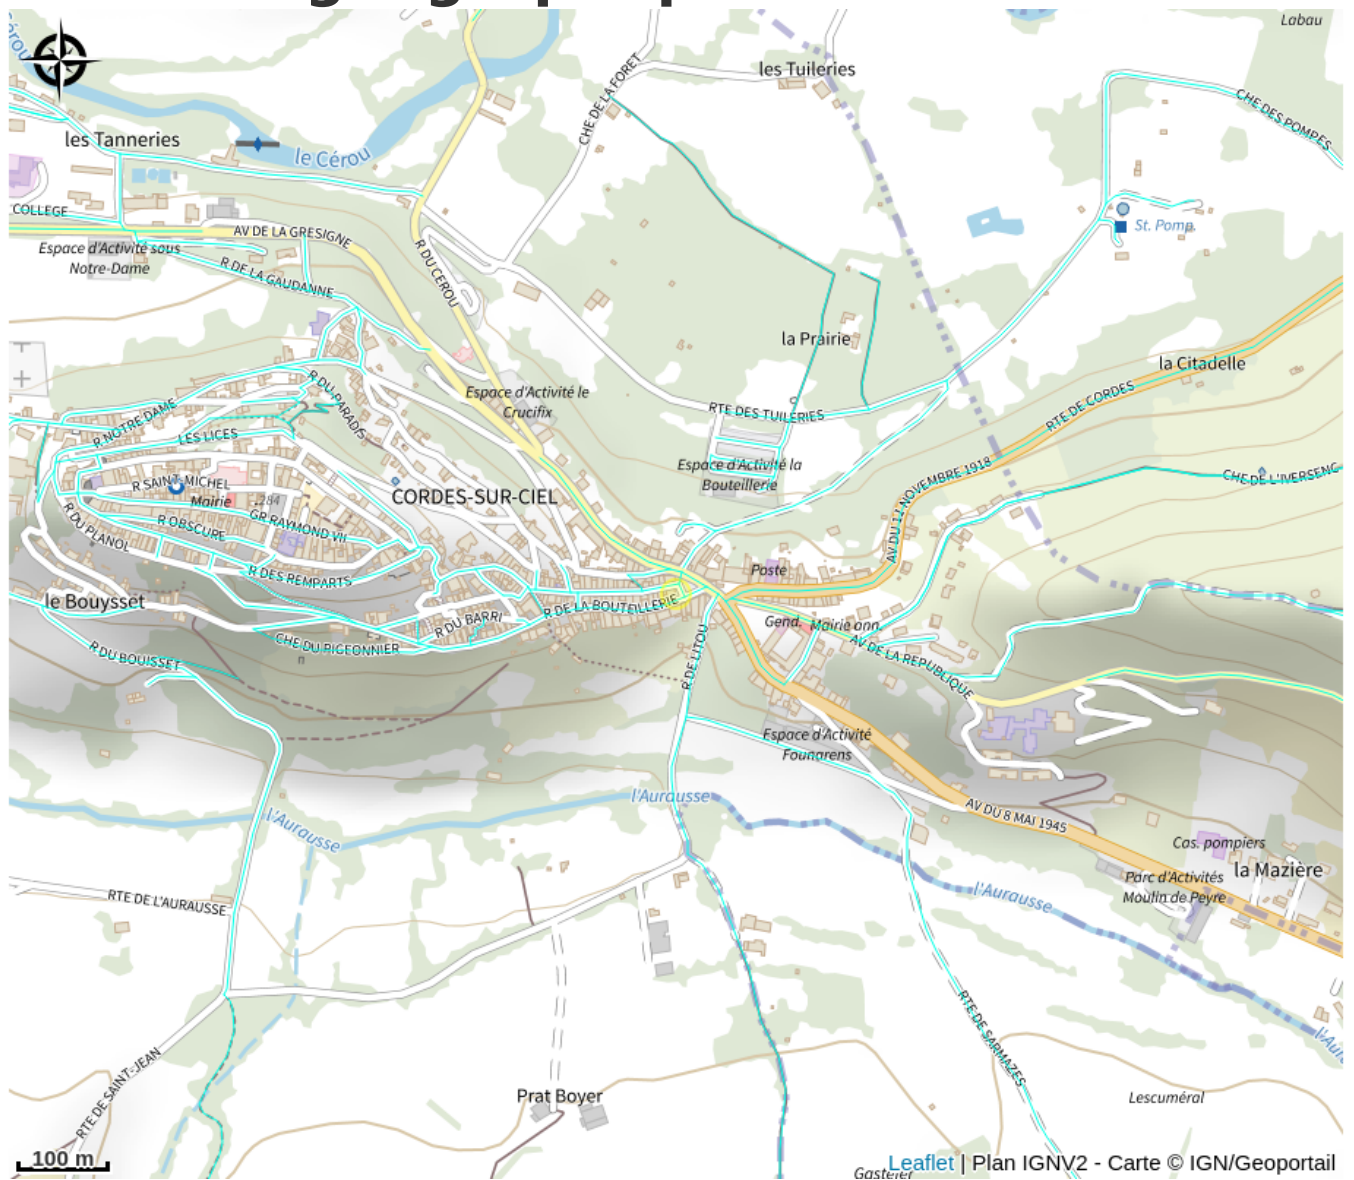 Labau
les Tuileries
CHE DE LA FORET
CHE DES POMPES
les Tanneries
le Cérou
COLLEGE
AV DE LA GRESIGNE
St. Pomp.
Espace d'Activité sous
Notre-Dame
R DE LA GAUDANNE
R DU CEROU
la Prairie
la Citadelle
R DU PARADIS
Espace d'Activité le
Crucifix
RTE DES TUILERIES
RTE DE CORDES
R NOTRE-DAME
LES LICES
Espace d'Activité la
Bouteillerie
AV DU 11 NOVEMBRE 1918
CHE DE L'IVERSENC
R SAINT-MICHEL
Mairie
284
CORDES-SUR-CIEL
R DU PLANOL
R OBSCURE
GR RAYMOND VII
R DES REMPARTS
Poste
le Bouysset
R DE LA BOUTEILLERIE
R DU BARRI
Gend.
Mairie ann.
CHE DU PIGEONNIER
R DU BOUISSET
R DE LITOU
AV DE LA REPUBLIQUE
Espace d'Activité
Foungrens
l'Aurausse
l'Aurausse
AV DU 8 MAI 1945
Cas. pompiers
la Mazière
Parc d'Activités
Moulin de Peyre
l'Aurausse
RTE DE L'AURAUSSE
RTE DE SARMAZES
RTE DE SAINT-JEAN
Prat Boyer
Lescuméral
100 m
Leaflet | Plan IGNV2 - Carte © IGN/Geoportail